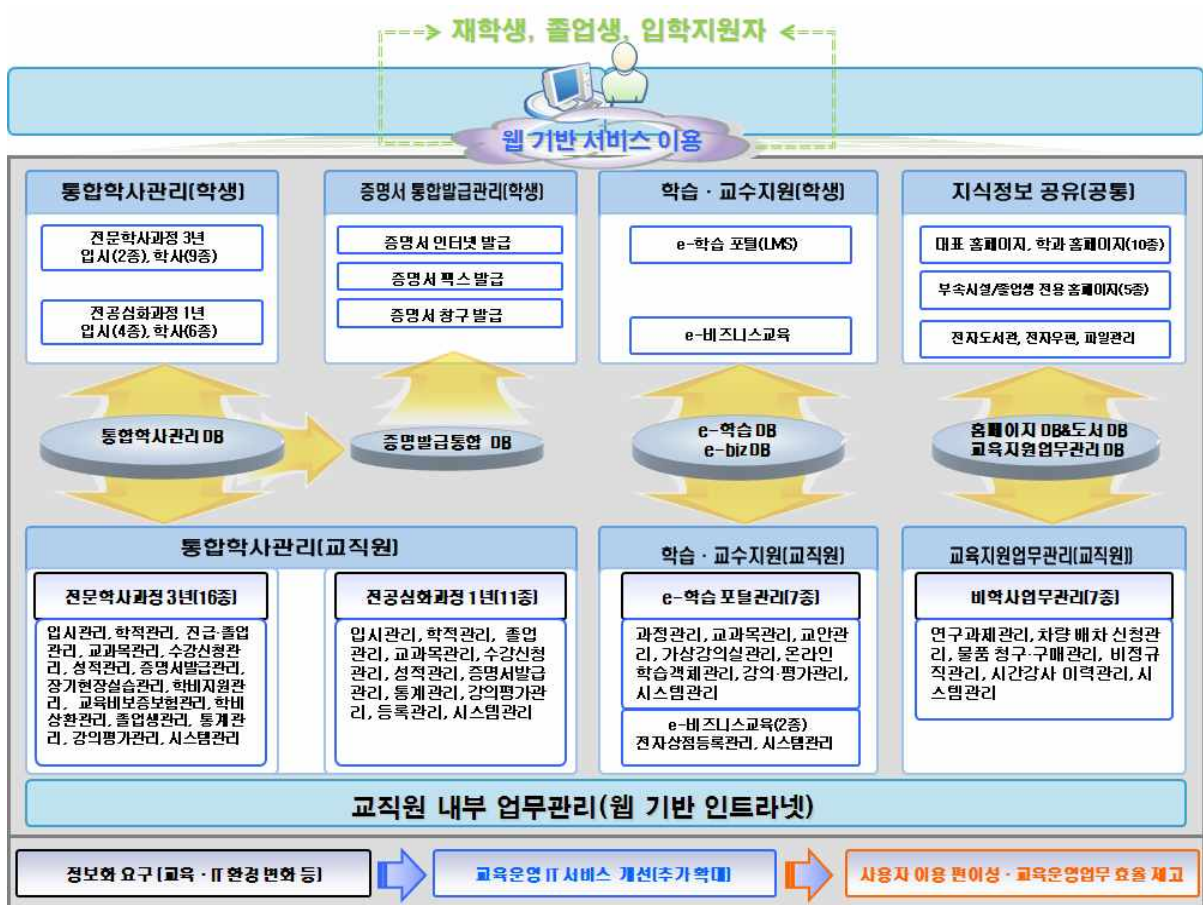 재학생, 졸업생, 입학지원자
웹 기반 서비스 이용
통합학사관리(학생)
전문학사과정 3년
입시(2종), 학사(9종)
전공심화과정 1년
입시(4종), 학사(6종)
증명서 통합발급관리(학생)
증명서 인터넷 발급
증명서 팩스 발급
증명서 창구 발급
학습 · 교수지원(학생)
e-학습 포털(LMS)
e-비즈니스교육
지식정보 공유(공통)
대표 홈페이지, 학과 홈페이지(10종)
부속시설/졸업생 전용 홈페이지(5종)
전자도서관, 전자우편, 파일관리
통합학사관리 DB
증명발급통합 DB
e-학습 DB
e-biz DB
홈페이지 DB&도서 DB
교육지원업무관리 DB
통합학사관리(교직원)
전문학사과정 3년(16종)
입시관리, 학적관리, 진급·졸업
관리, 교과목관리, 수강신청관
리, 성적관리, 증명서발급관리,
장기현장실습관리, 학비지원관
리, 교육비보증보험관리, 학비
상환관리, 졸업생관리, 통계관
리, 강의평가관리, 시스템관리
전공심화과정 1년(11종)
입시관리, 학적관리, 졸업
관리, 교과목관리, 수강신청
관리, 성적관리, 증명서발급
관리, 통계관리, 강의평가관
리, 등록관리, 시스템관리
학습 · 교수지원(교직원)
e-학습 포털관리(7종)
과정관리, 교과목관리, 교안관
리, 가상강의실관리, 온라인
학습객체관리, 강의·평가관리,
시스템관리
e-비즈니스교육(2종)
전자상점등록관리, 시스템관리
교육지원업무관리(교직원))
비학사업무관리(7종)
연구과제관리, 차량 배차 신청관
리, 물품 청구·구매관리, 비정규
직관리, 시간강사 이력관리, 시
스템관리
교직원 내부 업무관리(웹 기반 인트라넷)
정보화 요구(교육 · IT 환경 변화 등)
교육운영 IT 서비스 개선(추가 확대)
사용자 이용 편이성 · 교육운영업무 효율 제고